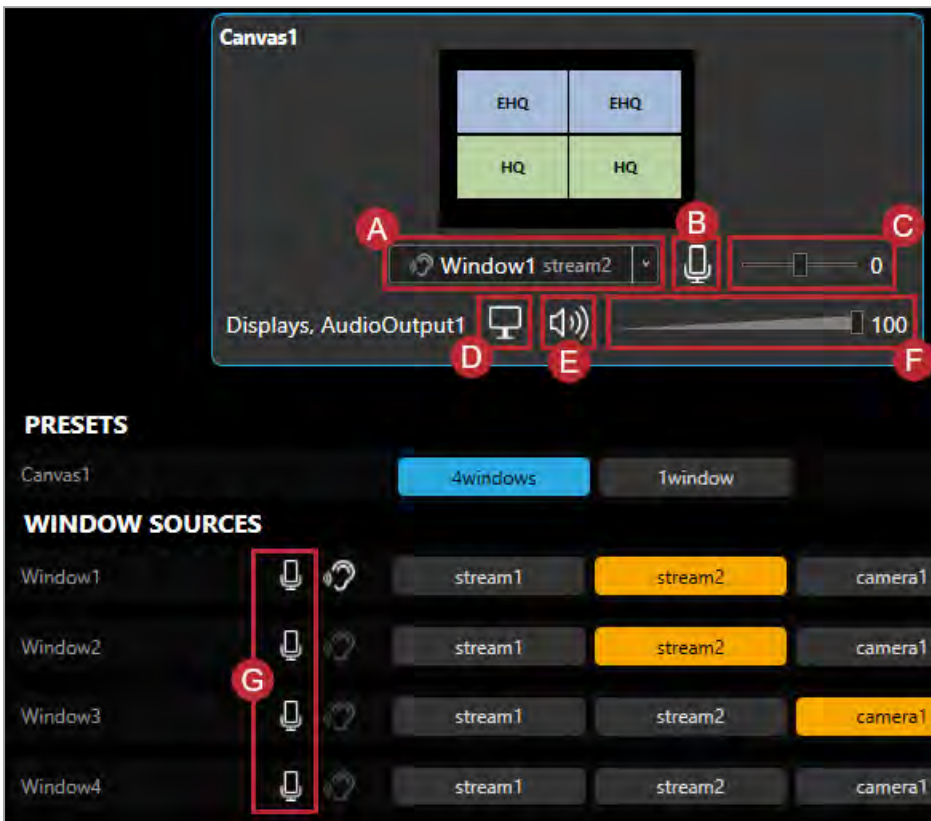 Canvas1
EHQ EHQ
HQ HQ
A B C
Window1 stream2 0
Displays, AudioOutput1 100
D E F
PRESETS
Canvas1 4windows 1window
WINDOW SOURCES
Window1 stream1 stream2 camera1
Window2 stream1 stream2 camera1
G
Window3 stream1 stream2 camera1
Window4 stream1 stream2 camera1